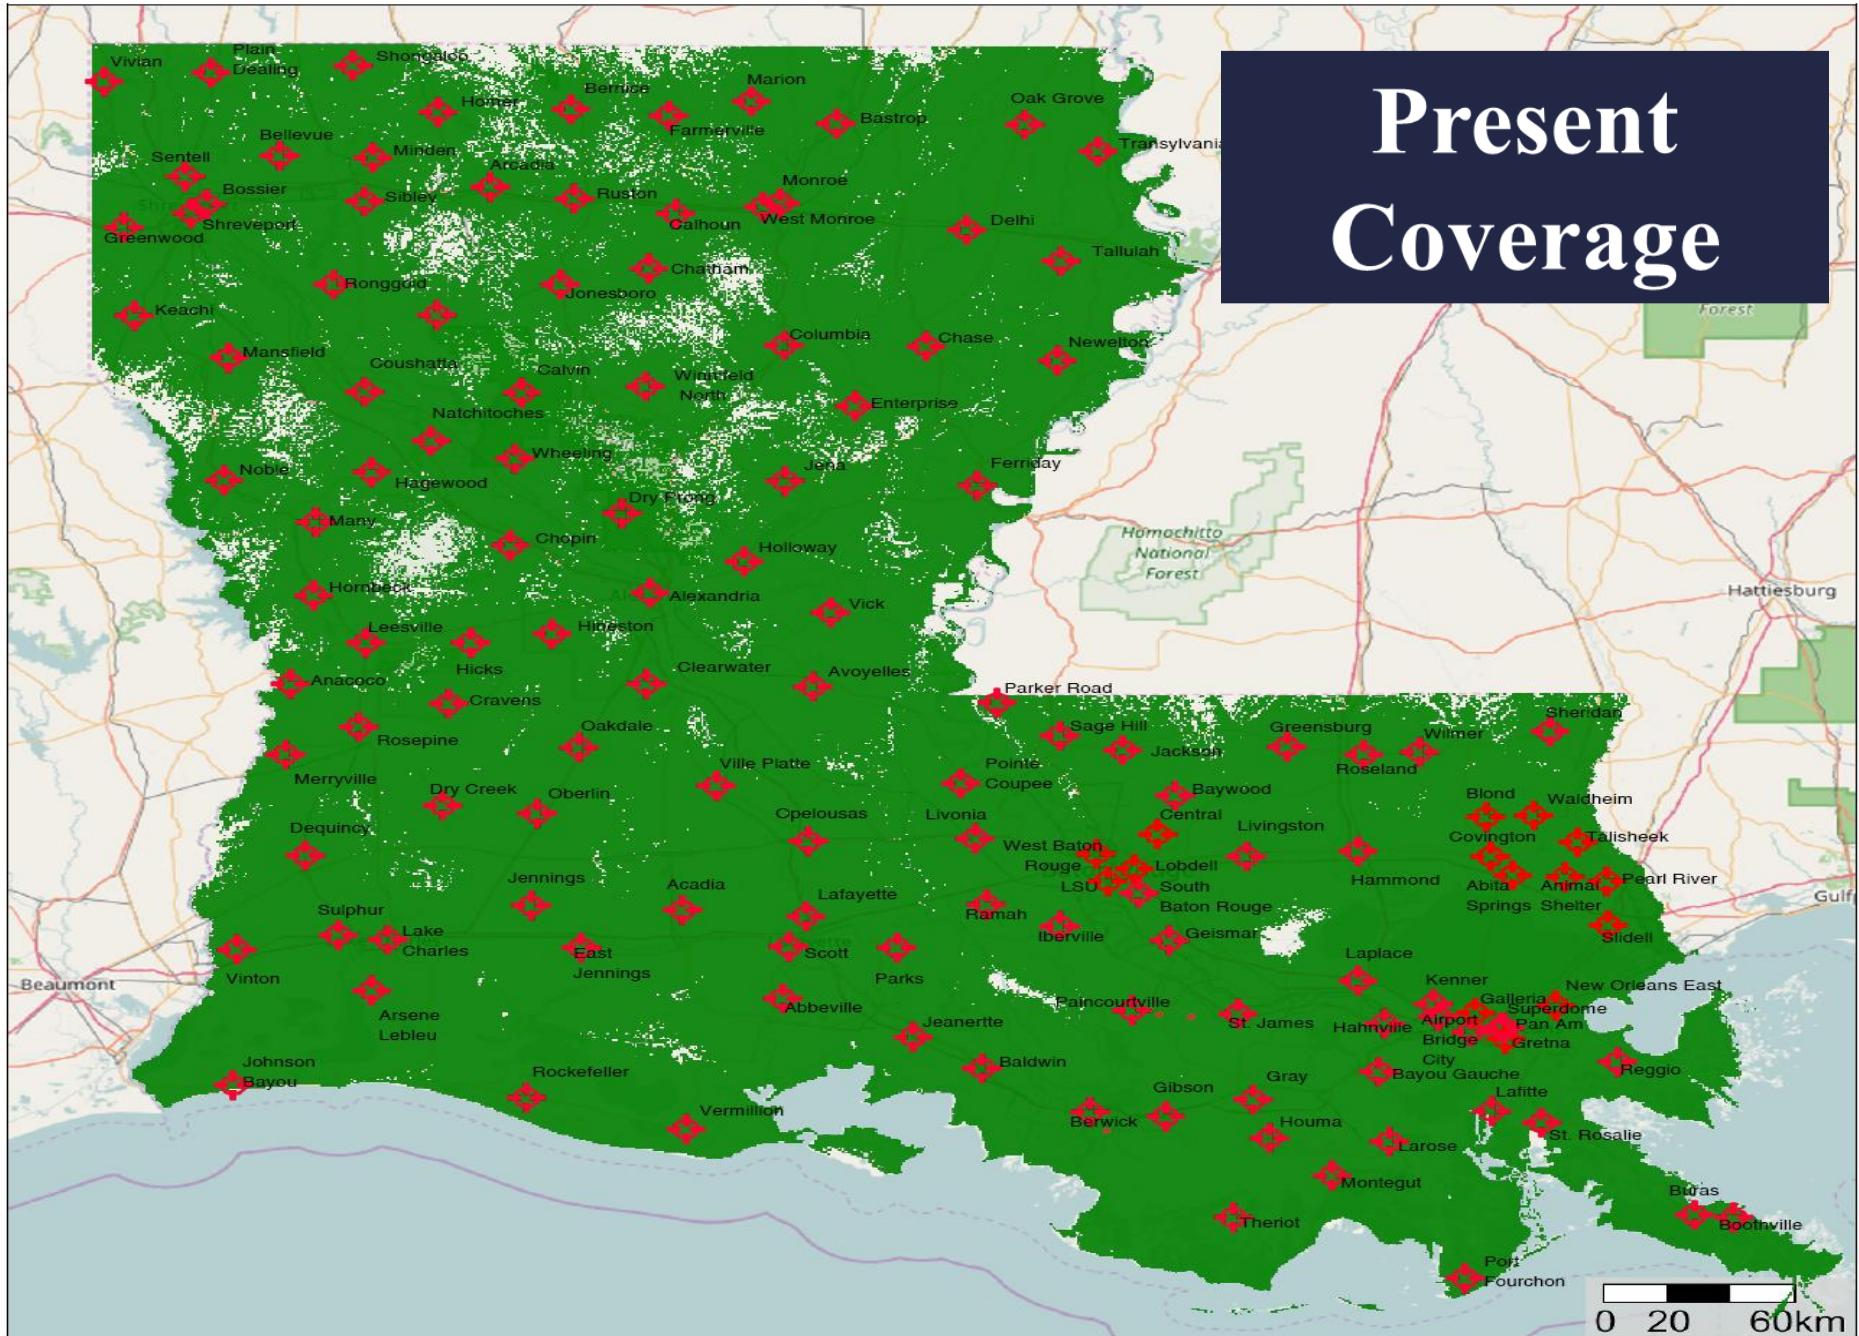 Present
Coverage
Vivian
Plain
Dealing
Shongaloo
Homer
Bernice
Farmerville
Marion
Bastrop
Oak Grove
Transylvania
Bellevue
Sentell
Minden
Arcadia
Bossier
Sibley
Ruston
Monroe
Shreveport
Greenwood
Calhoun
West Monroe
Delhi
Tallulah
Ronggold
Chatham
Jonesboro
Keachi
Columbia
Chase
Newelton
Mansfield
Coushatta
Calvin
Winnfield
North
Enterprise
Natchitoches
Wheeling
Noble
Hagewood
Jena
Ferriday
Dry Prong
Many
Chopin
Holloway
Homochitto
National
Forest
Forest
Hattiesburg
Hornbeck
Alexandria
Vick
Leesville
Hineston
Hicks
Clearwater
Avoyelles
Anacoco
Cravens
Parker Road
Sage Hill
Jackson
Greensburg
Roseland
Wilmer
Sheridan
Rosepine
Oakdale
Merryville
Ville Platte
Pointe
Coupee
Dry Creek
Oberlin
Baywood
Blond
Waldheim
Dequincy
Opelousas
Livonia
Central
Livingston
Covington
Talisheek
West Baton
Rouge
Lobdell
LSU
South
Baton Rouge
Hammond
Abita
Springs
Animal
Shelter
Pearl River
Gulf
Jennings
Acadia
Lafayette
Ramah
Iberville
Geismar
Slidell
Sulphur
Lake
Charles
East
Jennings
Scott
Parks
Laplace
Vinton
Beaumont
Arsene
Lebleu
Abbeville
Jeanertte
Paincourtville
St. James
Hahnville
Kenner
Airport
Galleria
Superdome
New Orleans East
Pan Am
Bridge
City
Gretna
Johnson
Bayou
Rockefeller
Vermillion
Baldwin
Gibson
Gray
Bayou Gauche
Reggio
Lafitte
Berwick
Houma
Larose
St. Rosalie
Montegut
Theriot
Buras
Boothville
Port
Fourchon
0 20 60km